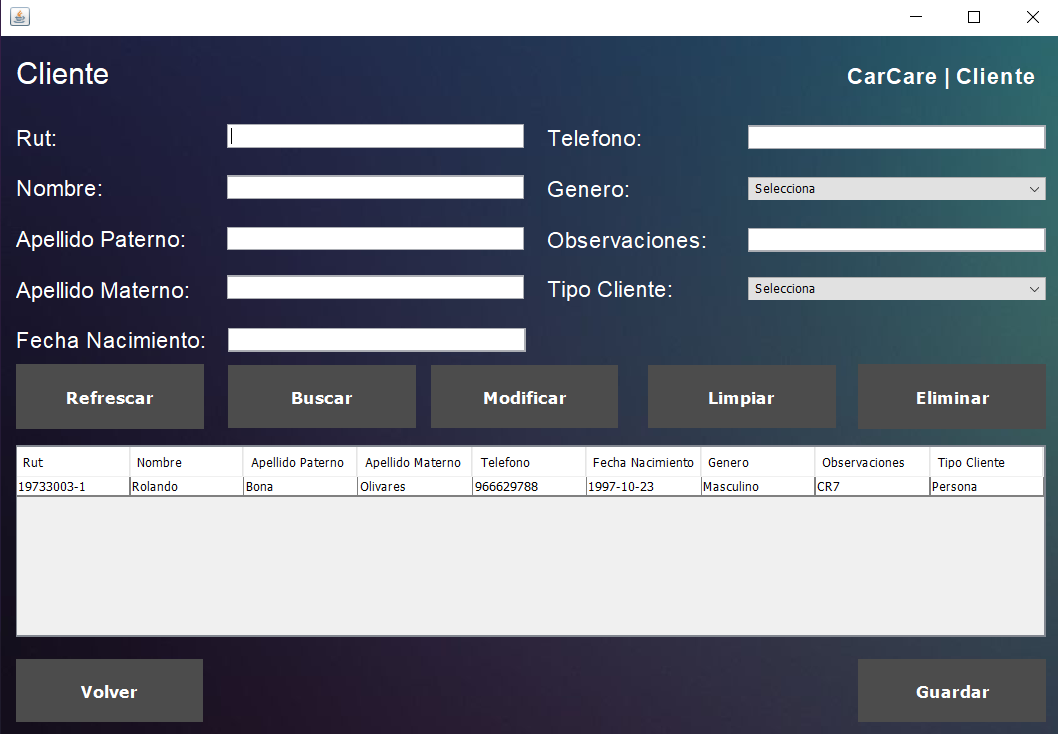 Cliente
CarCare | Cliente
Rut:
Telefono:
Nombre:
Genero: Selecciona
Apellido Paterno:
Observaciones:
Apellido Materno:
Tipo Cliente: Selecciona
Fecha Nacimiento:
Refrescar Buscar Modificar Limpiar Eliminar
Rut Nombre Apellido Paterno Apellido Materno Telefono Fecha Nacimiento Genero Observaciones Tipo Cliente
19733003-1 Rolando Bona Olivares 966629788 1997-10-23 Masculino CR7 Persona
Volver Guardar